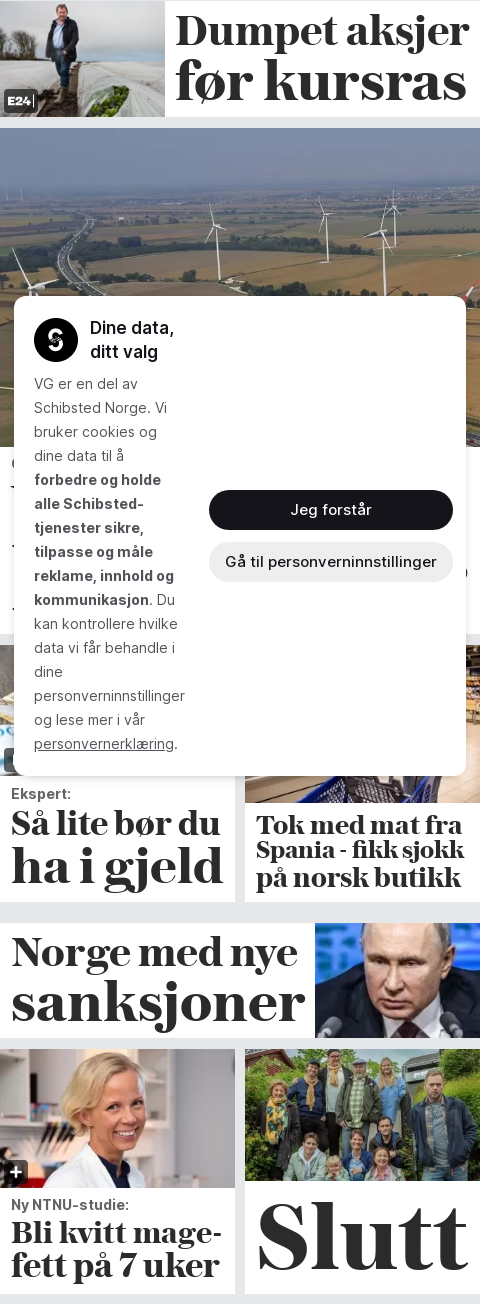 Dumpet aksjer
før kursras
E24
Dine data,
ditt valg
VG er en del av
Schibsted Norge. Vi
bruker cookies og
dine data til å
forbedre og holde
alle Schibsted-
tjenester sikre,
tilpasse og måle
reklame, innhold og
kommunikasjon. Du
kan kontrollere hvilke
data vi får behandle i
dine
personverninnstillinger
og lese mer i vår
personvernerklæring.
Jeg forstår
Gå til personverninnstillinger
Ekspert:
Så lite bør du
ha i gjeld
Tok med mat fra
Spania - fikk sjokk
på norsk butikk
Norge med nye
sanksjoner
Ny NTNU-studie:
Bli kvitt mage-
fett på 7 uker
Slutt